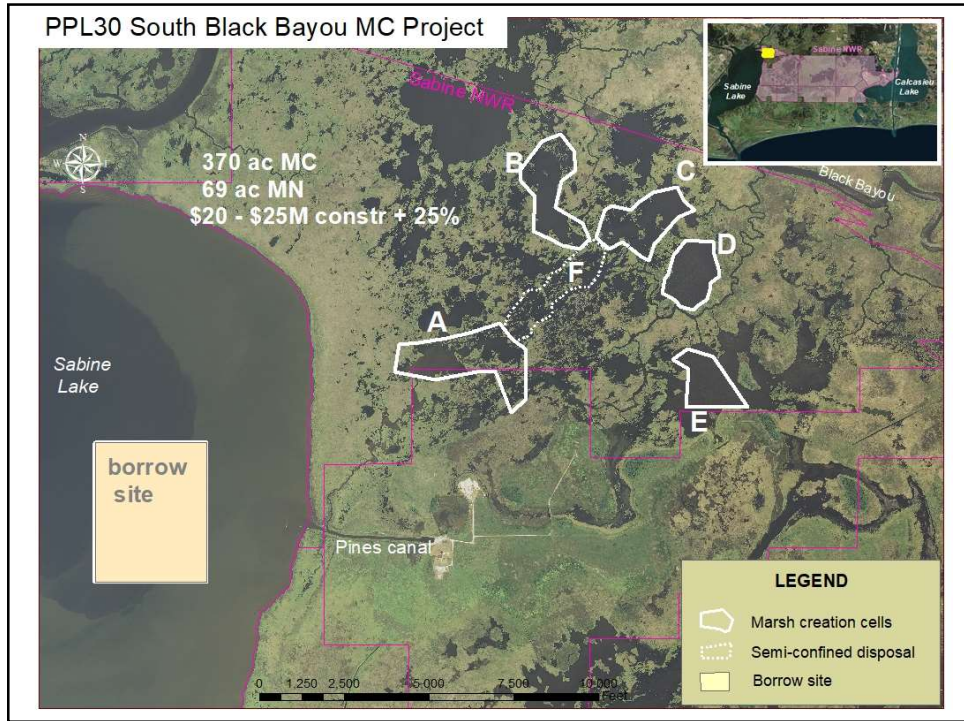 PPL30 South Black Bayou MC Project
Sabine NWR
Sabine Lake
Calcasieu Lake
Sabine NWR
N
W
E
S
370 ac MC
69 ac MN
$20 - $25M constr + 25%
B
C
Black Bayou
D
F
A
Sabine
Lake
E
borrow
site
Pines canal
LEGEND
Marsh creation cells
Semi-confined disposal
Borrow site
0 1,250 2,500 5,000 7,500 10,000
Feet